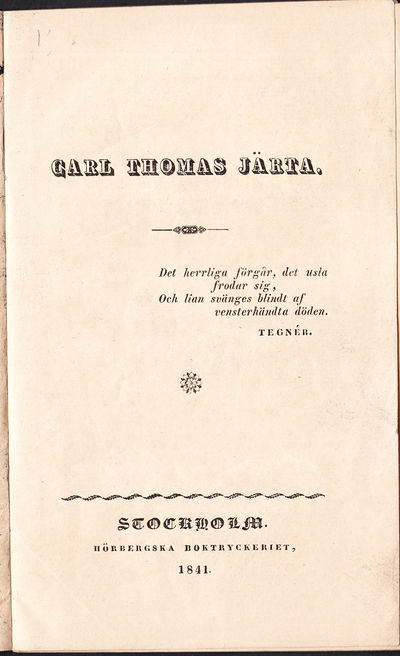 CARL THOMAS JÄRTA.
Det herrliga förgår, det usla
frodar sig,
Och lian svänges blindt af
vensterhändta döden.
TEGNÉR.
STOCKHOLM.
HÖRBERGSKA BOKTRYCKERIET,
1841.